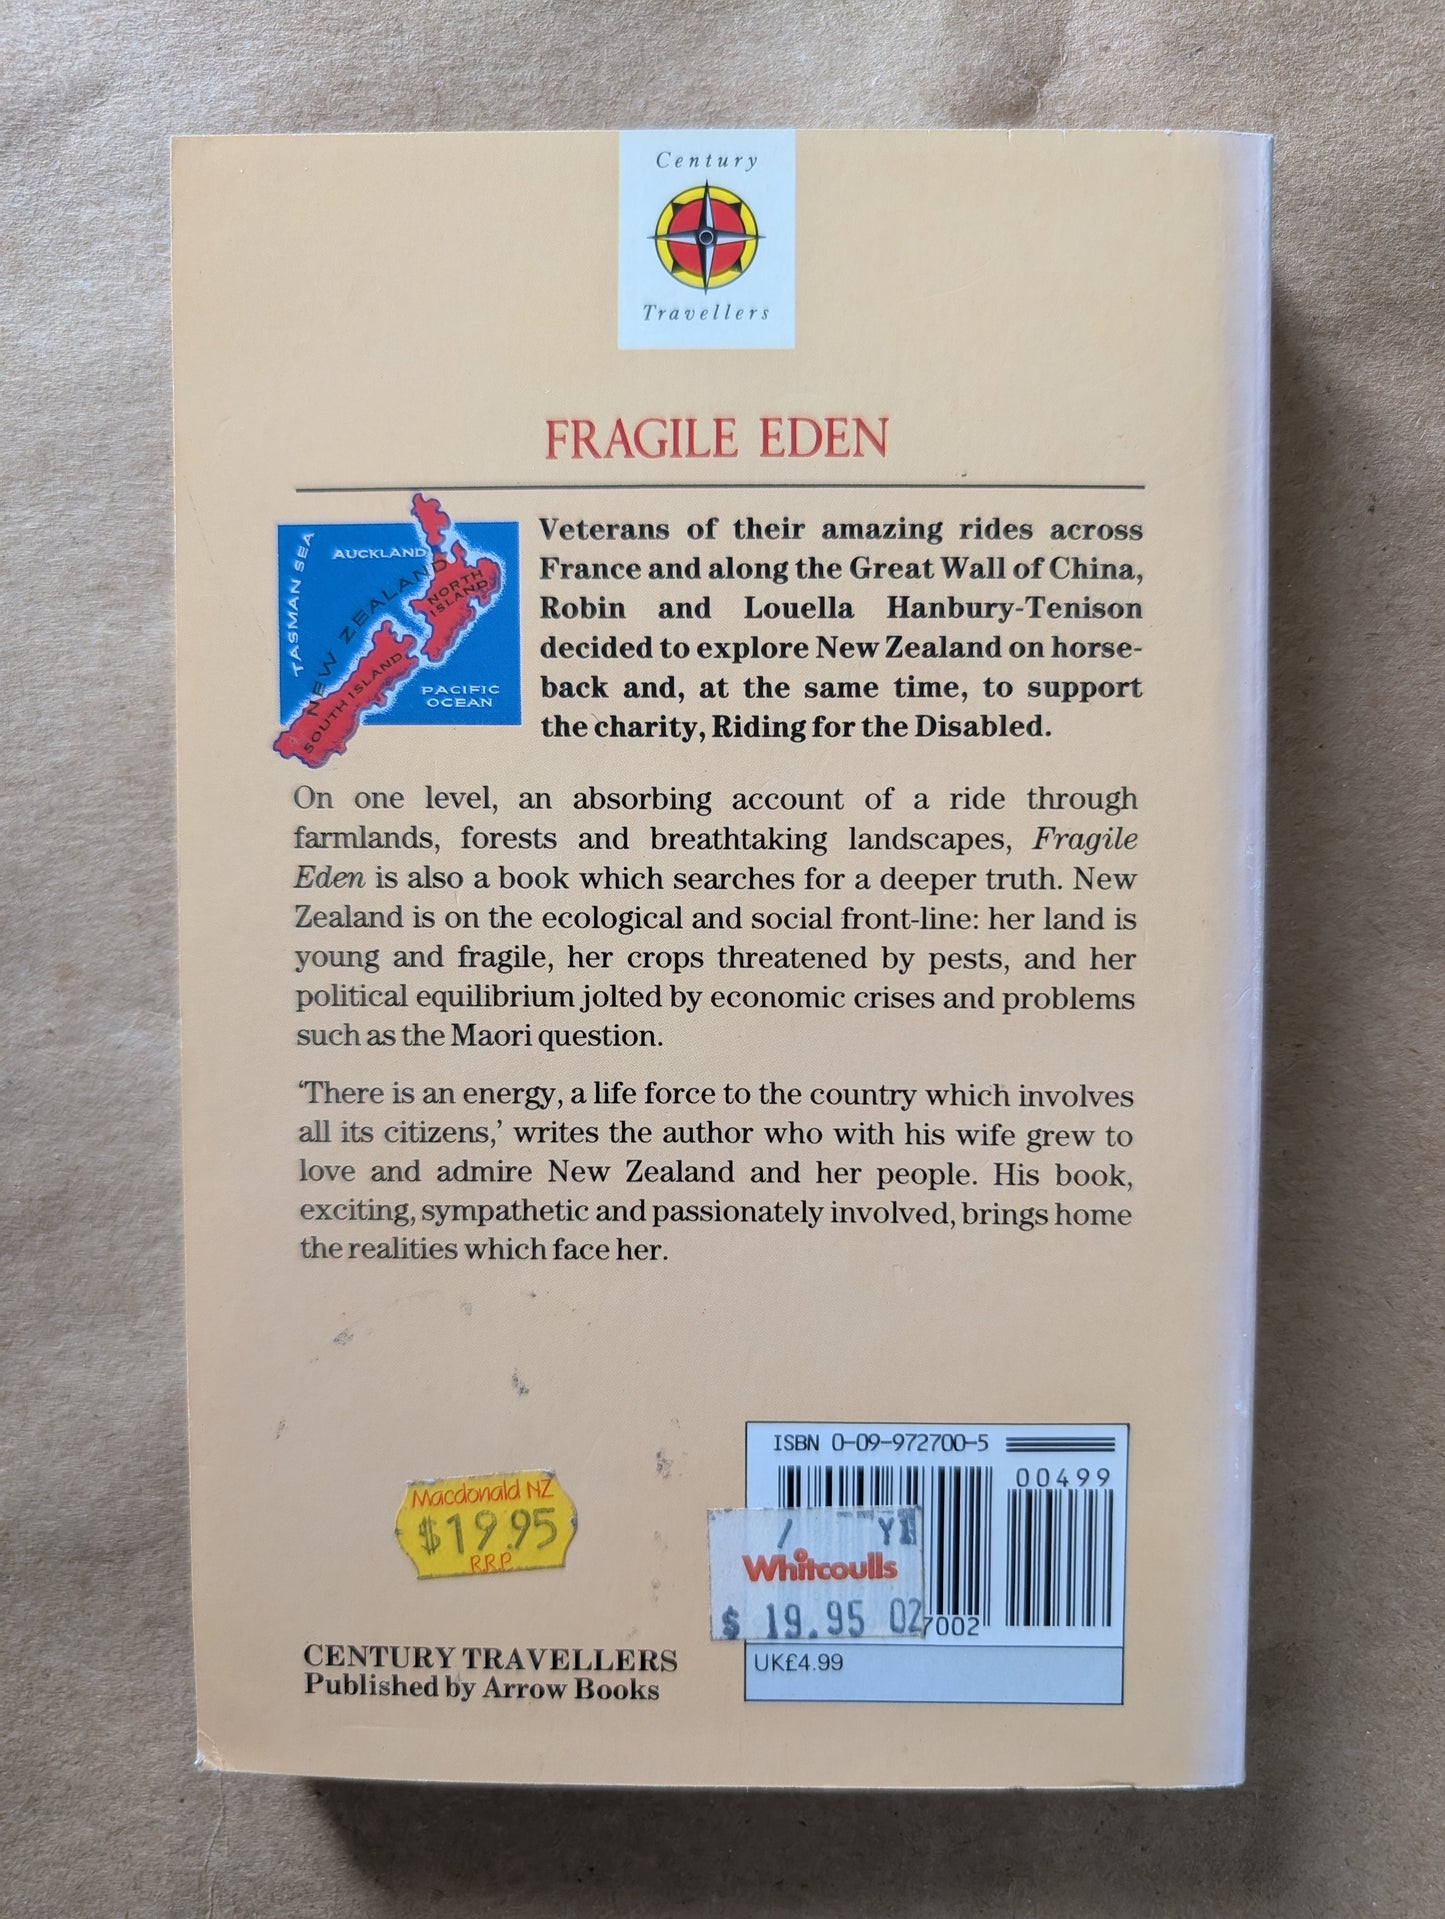 Century
Travellers
FRAGILE EDEN
TASMAN SEA
AUCKLAND
NEW ZEALAND
NORTH
ISLAND
SOUTH ISLAND
PACIFIC
OCEAN
Veterans of their amazing rides across
France and along the Great Wall of China,
Robin and Louella Hanbury-Tenison
decided to explore New Zealand on horse-
back and, at the same time, to support
the charity, Riding for the Disabled.
On one level, an absorbing account of a ride through
farmlands, forests and breathtaking landscapes, Fragile
Eden is also a book which searches for a deeper truth. New
Zealand is on the ecological and social front-line: her land is
young and fragile, her crops threatened by pests, and her
political equilibrium jolted by economic crises and problems
such as the Maori question.
‘There is an energy, a life force to the country which involves
all its citizens,’ writes the author who with his wife grew to
love and admire New Zealand and her people. His book,
exciting, sympathetic and passionately involved, brings home
the realities which face her.
Macdonald NZ
$19.95
R.R.P.
CENTURY TRAVELLERS
Published by Arrow Books
ISBN 0-09-972700-5
00499
Whitcoulls
$ 19.95 02
7002
UK£4.99